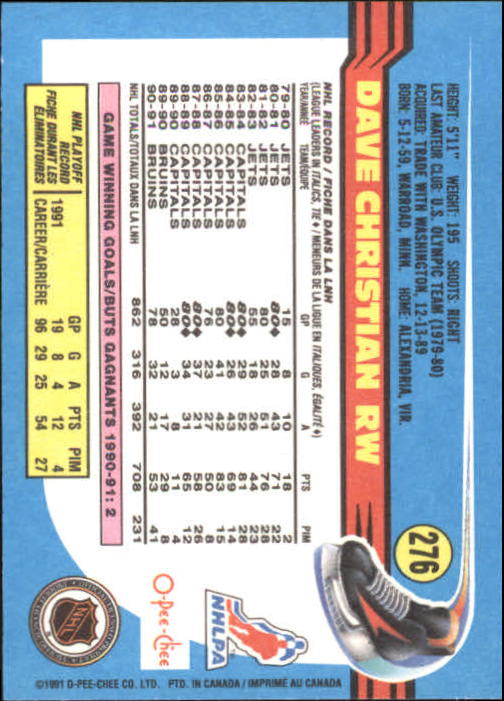 276
DAVE CHRISTIAN RW
HEIGHT: 5'11" WEIGHT: 195 SHOOTS: RIGHT
LAST AMATEUR CLUB: U.S. OLYMPIC TEAM (1979-80)
ACQUIRED: TRADE WITH WASHINGTON, 12-13-89
BORN: 5-12-59, WARROAD, MINN. HOME: ALEXANDRIA, VIR.
NHL RECORD / FICHE DANS LA LNH
(LEAGUE LEADERS IN ITALICS, TIE♦/MENEURS DE LA LIGUE EN ITALIQUES, ÉGALITÉ♦)
YEAR/ANNÉE TEAM/ÉQUIPE GP G A PTS PIM
79-80 JETS 15 8 10 18 2
80-81 JETS 80♦ 28 43 71 22
81-82 JETS 80 25 51 76 28
82-83 JETS 55 18 26 44 23
83-84 CAPITALS 80♦ 29 52 81 28
84-85 CAPITALS 80♦ 26 43 69 14
85-86 CAPITALS 80 41 42 83 15
86-87 CAPITALS 76 23 27 50 8
87-88 CAPITALS 80 37 21 58 26
88-89 CAPITALS 80♦ 34 31 65 12
89-90 CAPITALS 28 3 8 11 4
89-90 BRUINS 50 12 17 29 8
90-91 BRUINS 78 32 21 53 41
NHL TOTALS/TOTAUX DANS LA LNH 862 316 392 708 231
GAME WINNING GOALS/BUTS GAGNANTS 1990-91: 2
NHL PLAYOFF RECORD
FICHE DURANT LES ÉLIMINATOIRES
GP G A PTS PIM
1991 19 8 4 12 4
CAREER/CARRIÈRE 96 29 25 54 27
NHLPA
O-Pee-Chee
NHL
©1991 O-PEE-CHEE CO. LTD. PTD. IN CANADA / IMPRIMÉ AU CANADA